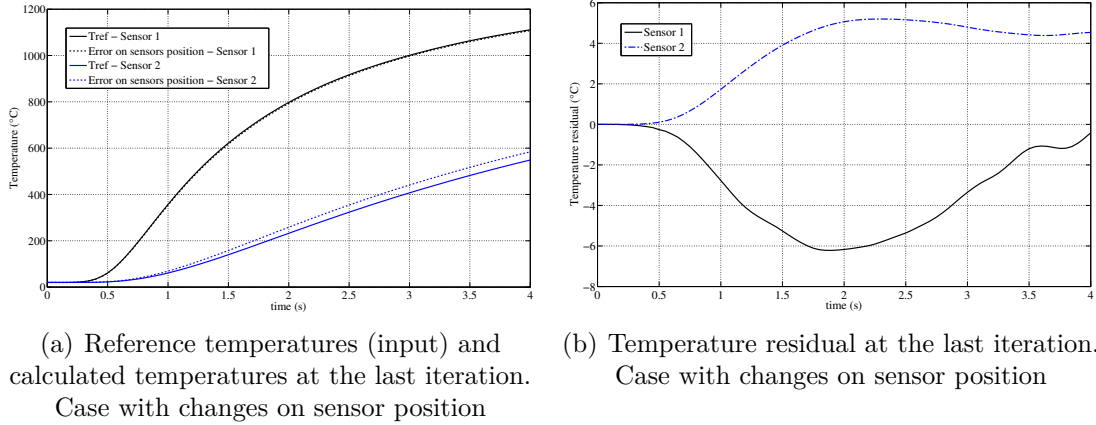 1200
1000
800
600
400
200
0
Temperature (°C)
Tref − Sensor 1
Error on sensors position − Sensor 1
Tref − Sensor 2
Error on sensors position − Sensor 2
0 0.5 1 1.5 2 2.5 3 3.5 4
time (s)
6
4
2
0
−2
−4
−6
−8
Temperature residual (°C)
Sensor 1
Sensor 2
0 0.5 1 1.5 2 2.5 3 3.5 4
time (s)
(a) Reference temperatures (input) and
calculated temperatures at the last iteration.
Case with changes on sensor position
(b) Temperature residual at the last iteration.
Case with changes on sensor position